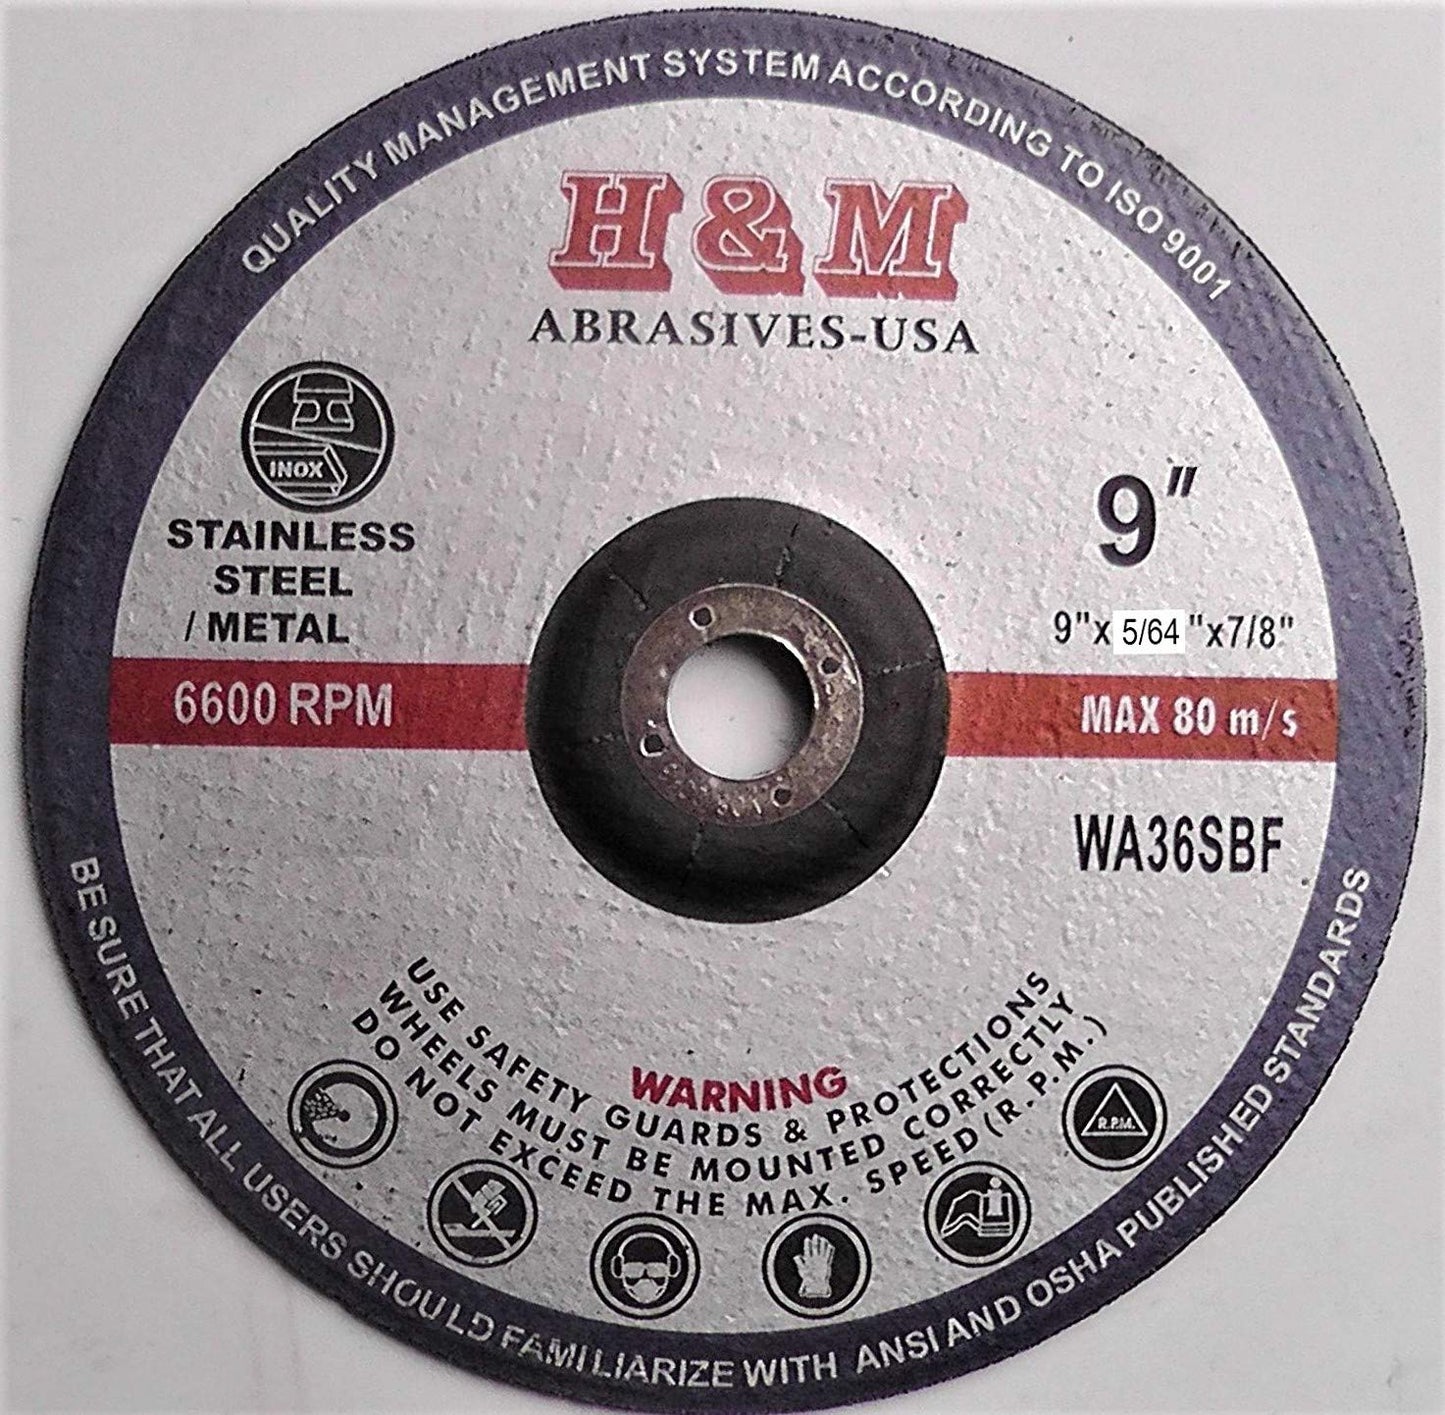 QUALITY MANAGEMENT SYSTEM ACCORDING TO ISO 9001
H&M
ABRASIVES-USA
INOX
STAINLESS
STEEL
/ METAL
9"
9"x 5/64 "x7/8"
6600 RPM
MAX 80 m/s
WA36SBF
WARNING
USE SAFETY GUARDS & PROTECTIONS
WHEELS MUST BE MOUNTED CORRECTLY
DO NOT EXCEED THE MAX. SPEED (R.P.M.)
R.P.M.
BE SURE THAT ALL USERS SHOULD FAMILIARIZE WITH ANSI AND OSHA PUBLISHED STANDARDS